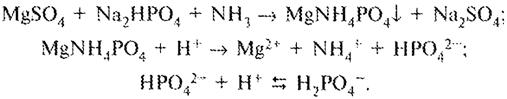 MgSO₄ + Na₂HPO₄ + NH₃ → MgNH₄PO₄↓ + Na₂SO₄;
MgNH₄PO₄ + H⁺ → Mg²⁺ + NH₄⁺ + HPO₄²⁻;
HPO₄²⁻ + H⁺ ⇆ H₂PO₄⁻.